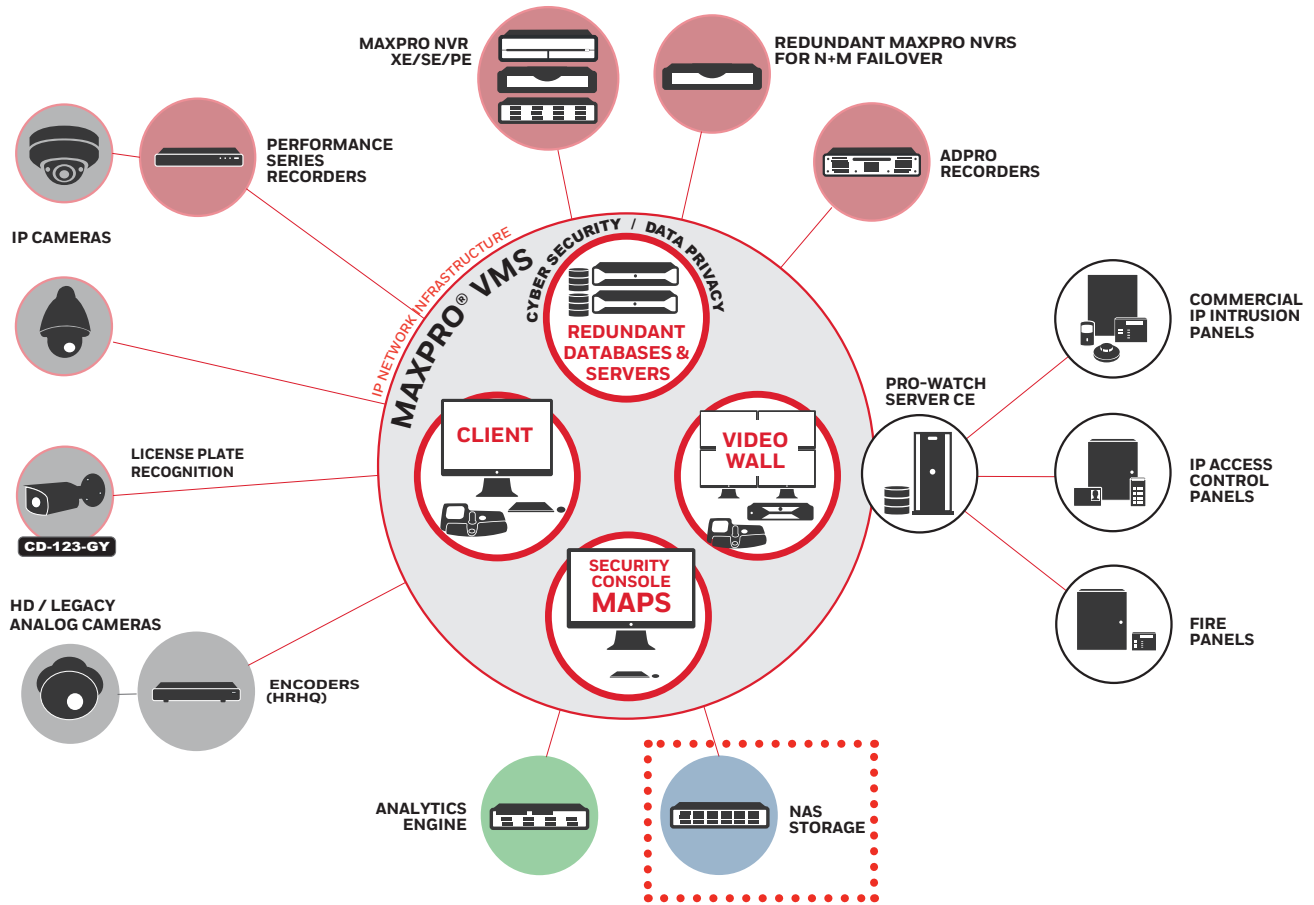 MAXPRO NVR
XE/SE/PE
REDUNDANT MAXPRO NVRS
FOR N+M FAILOVER
PERFORMANCE
SERIES
RECORDERS
ADPRO
RECORDERS
IP CAMERAS
IP NETWORK INFRASTRUCTURE
MAXPRO® VMS
CYBER SECURITY / DATA PRIVACY
REDUNDANT
DATABASES &
SERVERS
COMMERCIAL
IP INTRUSION
PANELS
PRO-WATCH
SERVER CE
CLIENT
VIDEO
WALL
LICENSE PLATE
RECOGNITION
IP ACCESS
CONTROL
PANELS
CD-123-GY
SECURITY
CONSOLE
MAPS
HD / LEGACY
ANALOG CAMERAS
FIRE
PANELS
ENCODERS
(HRHQ)
ANALYTICS
ENGINE
NAS
STORAGE